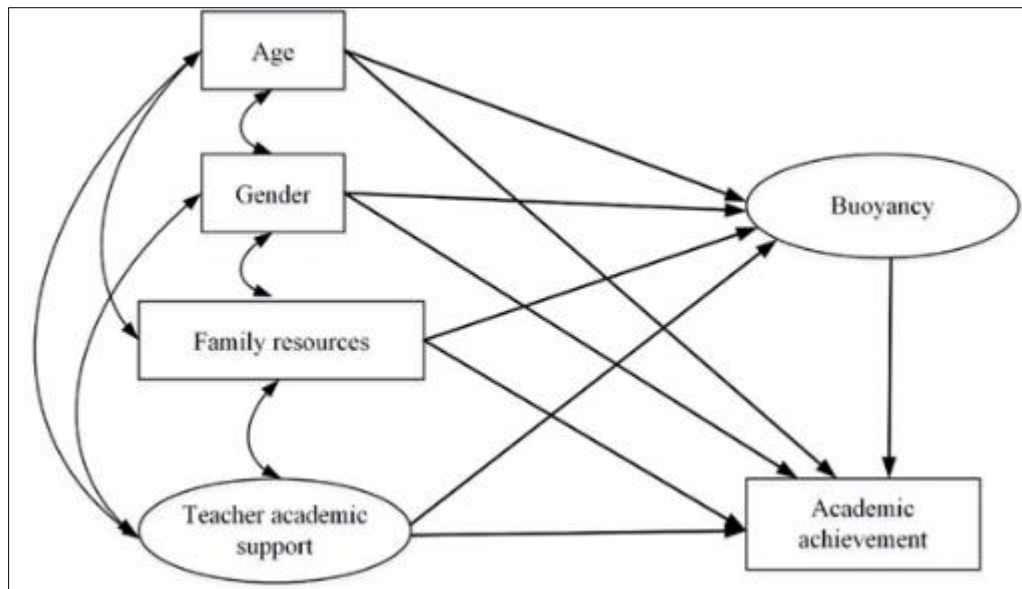 Age
Gender
Buoyancy
Family resources
Teacher academic
support
Academic
achievement